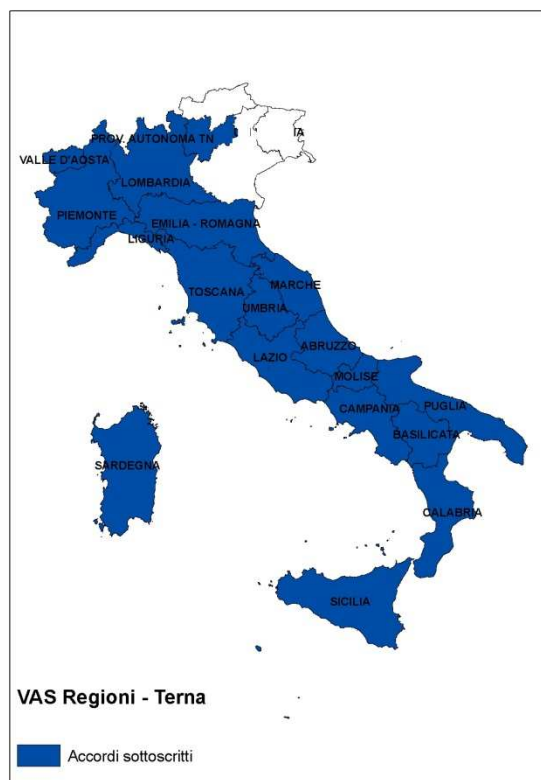 PROV. AUTONOMA TN
VALLE D'AOSTA
LOMBARDIA
PIEMONTE
EMILIA - ROMAGNA
LIGURIA
MARCHE
TOSCANA
UMBRIA
ABRUZZO
LAZIO
MOLISE
CAMPANIA
PUGLIA
BASILICATA
SARDEGNA
CALABRIA
SICILIA
VAS Regioni - Terna
Accordi sottoscritti